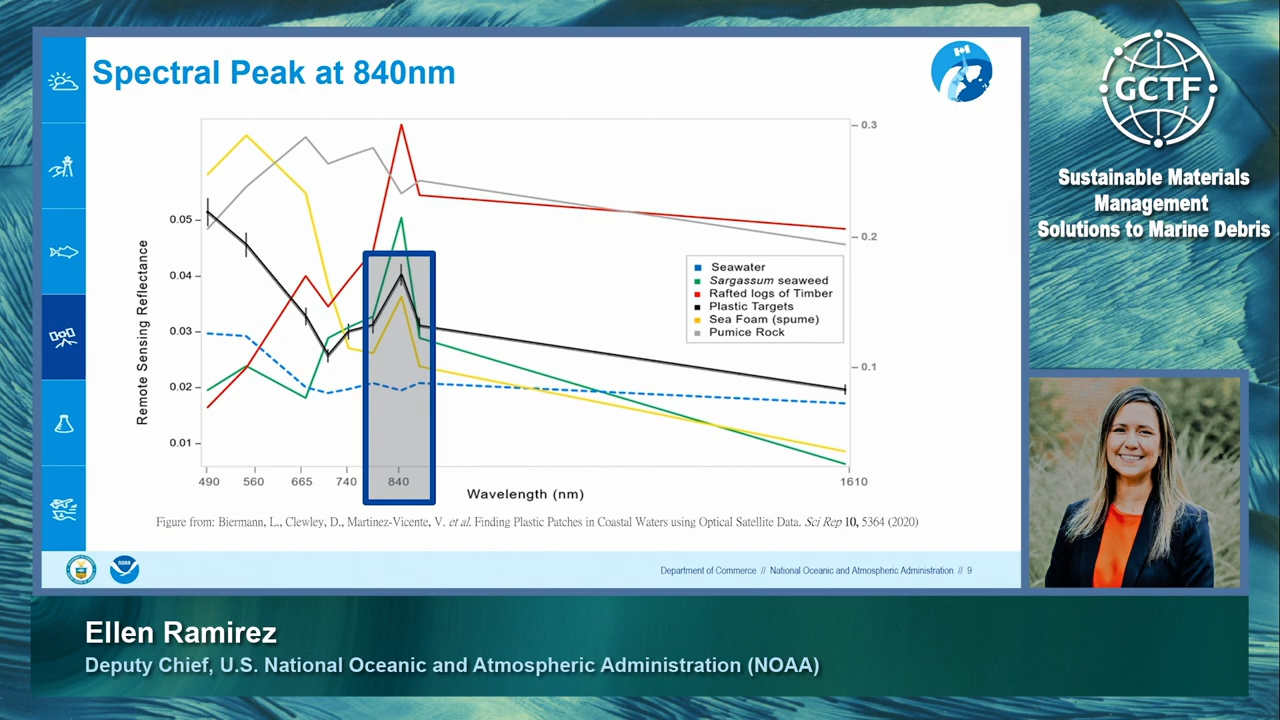 Spectral Peak at 840nm
0.3
0.2
0.1
0.05
0.04
0.03
0.02
0.01
Remote Sensing Reflectance
Seawater
Sargassum seaweed
Rafted logs of Timber
Plastic Targets
Sea Foam (spume)
Pumice Rock
490 560 665 740 840 1610
Wavelength (nm)
Figure from: Biermann, L., Clewley, D., Martinez-Vicente, V. et al. Finding Plastic Patches in Coastal Waters using Optical Satellite Data. Sci Rep 10, 5364 (2020)
noaa
Department of Commerce // National Oceanic and Atmospheric Administration // 9
GCTF
Sustainable Materials
Management
Solutions to Marine Debris
Ellen Ramirez
Deputy Chief, U.S. National Oceanic and Atmospheric Administration (NOAA)